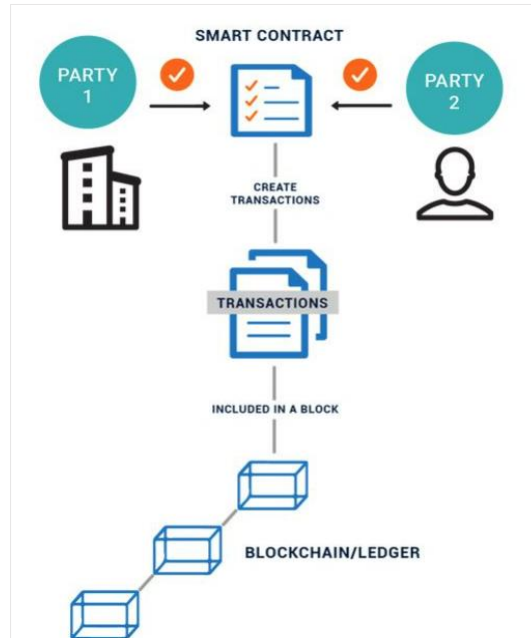 SMART CONTRACT
PARTY
1
PARTY
2
CREATE
TRANSACTIONS
TRANSACTIONS
INCLUDED IN A BLOCK
BLOCKCHAIN/LEDGER